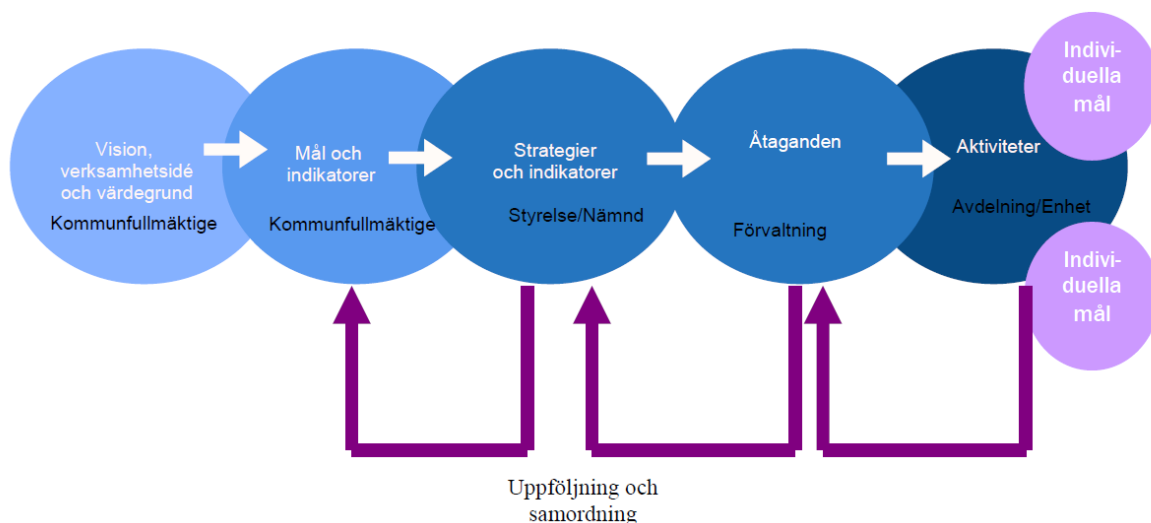 Vision,
verksamhetsidé
och värdegrund
Kommunfullmäktige
Mål och
indikatorer
Kommunfullmäktige
Strategier
och indikatorer
Styrelse/Nämnd
Åtaganden
Förvaltning
Aktiviteter
Avdelning/Enhet
Indivi-
duella
mål
Indivi-
duella
mål
Uppföljning och
samordning